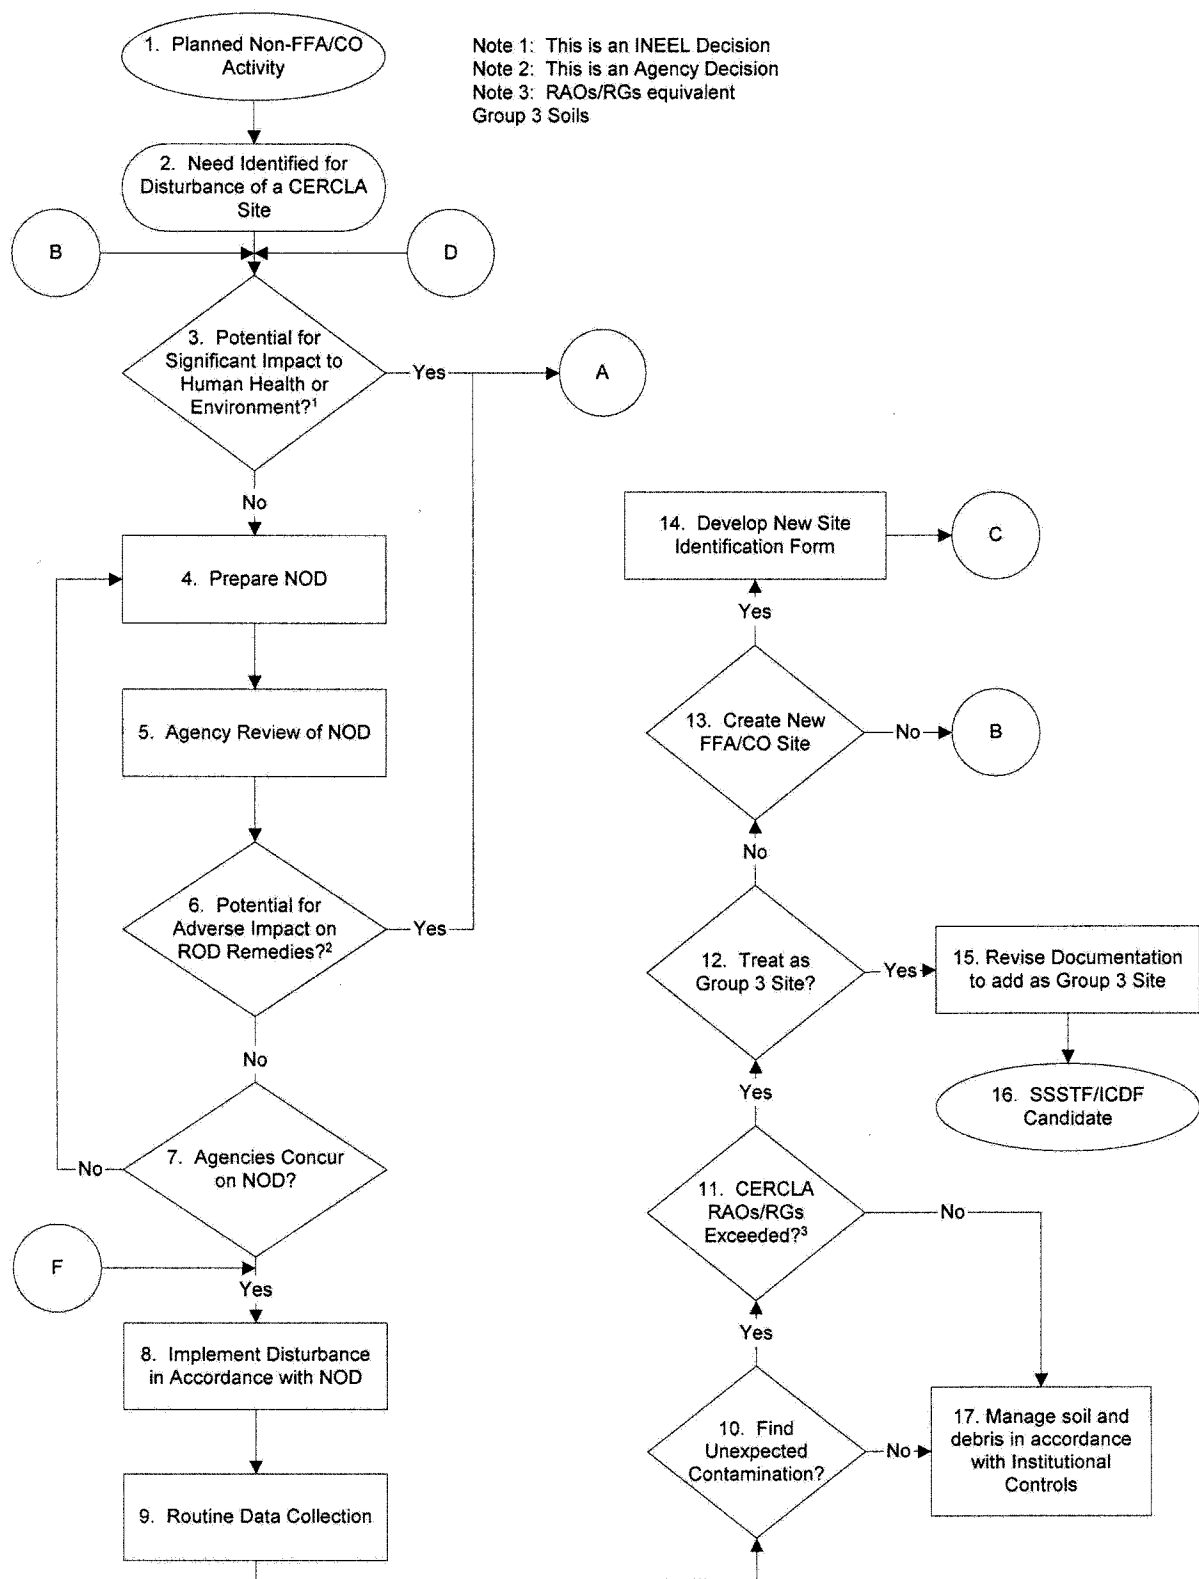 1. Planned Non-FFA/CO
Activity
Note 1: This is an INEEL Decision
Note 2: This is an Agency Decision
Note 3: RAOs/RGs equivalent
Group 3 Soils
2. Need Identified for
Disturbance of a CERCLA
Site
B
D
3. Potential for
Significant Impact to
Human Health or
Environment?¹
Yes
A
No
4. Prepare NOD
5. Agency Review of NOD
6. Potential for
Adverse Impact on
ROD Remedies?²
Yes
No
7. Agencies Concur
on NOD?
No
F
Yes
8. Implement Disturbance
in Accordance with NOD
9. Routine Data Collection
14. Develop New Site
Identification Form
C
Yes
13. Create New
FFA/CO Site
No
B
No
12. Treat as
Group 3 Site?
Yes
15. Revise Documentation
to add as Group 3 Site
16. SSSTF/ICDF
Candidate
Yes
11. CERCLA
RAOs/RGs
Exceeded?³
No
Yes
10. Find
Unexpected
Contamination?
No
17. Manage soil and
debris in accordance
with Institutional
Controls